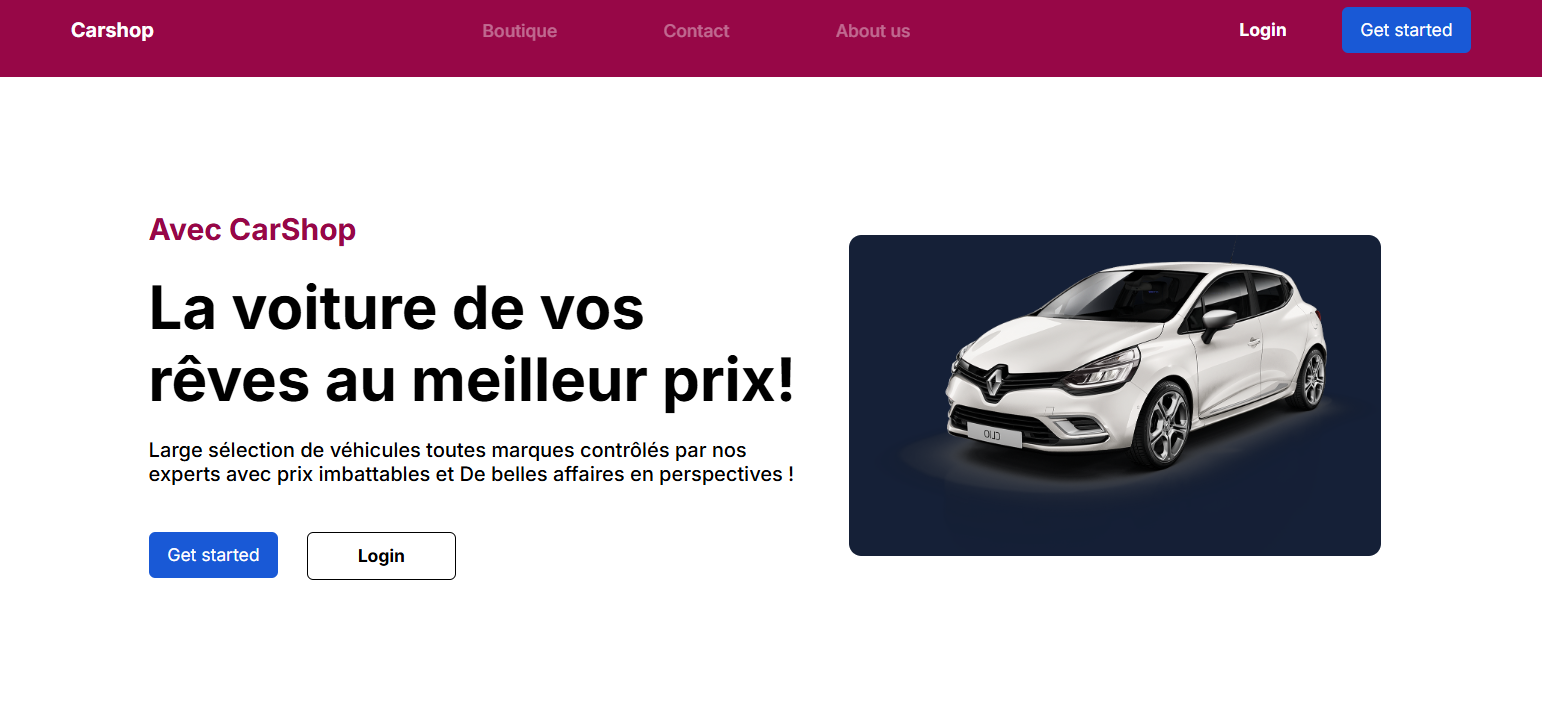 Carshop
Boutique
Contact
About us
Login
Get started
Avec CarShop
La voiture de vos
rêves au meilleur prix!
Large sélection de véhicules toutes marques contrôlés par nos
experts avec prix imbattables et De belles affaires en perspectives !
Get started
Login
CLIO